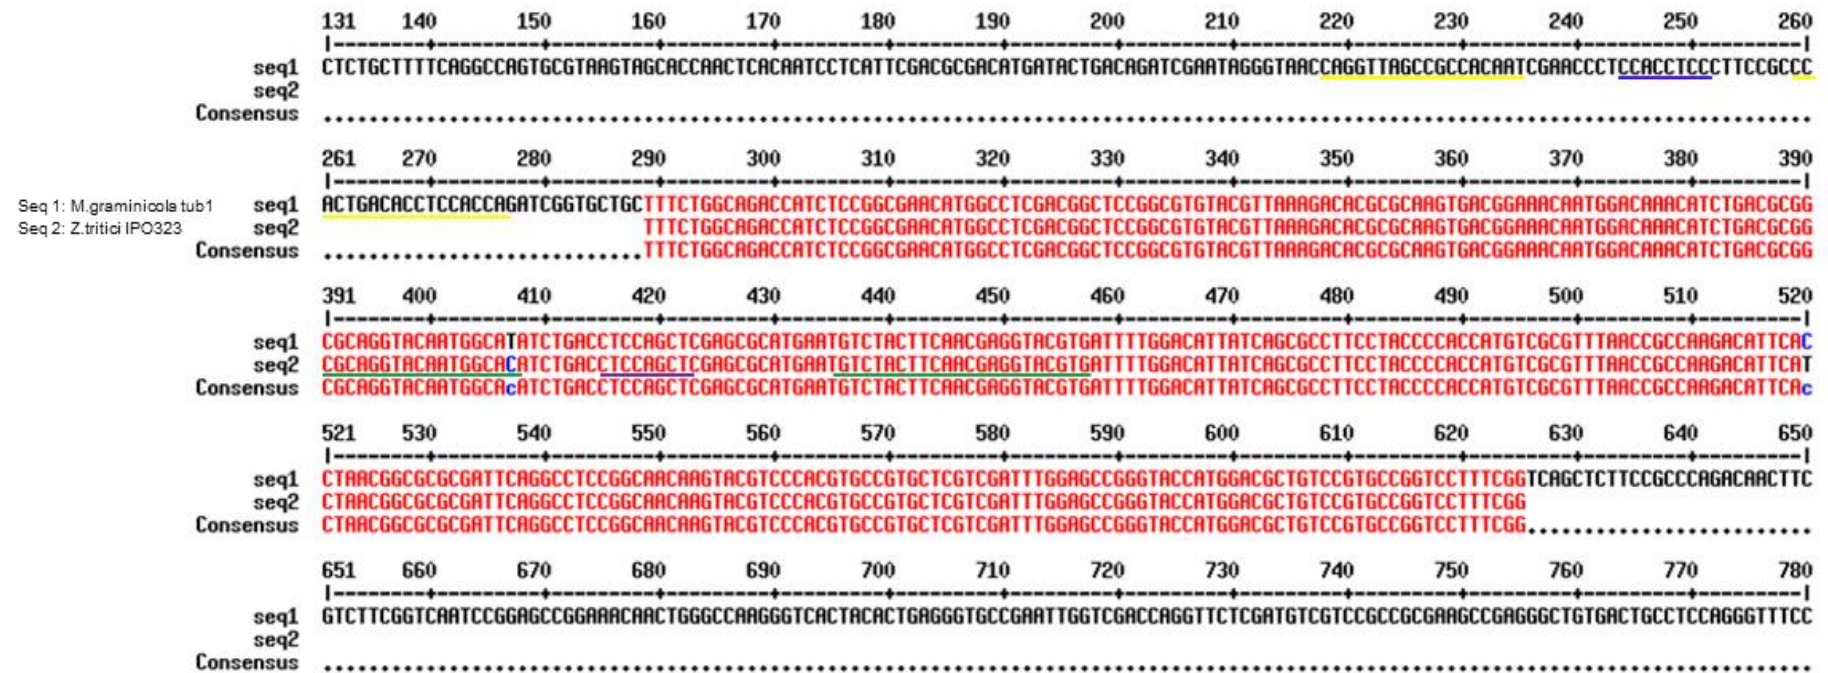 131 140 150 160 170 180 190 200 210 220 230 240 250 260
|--------+---------+---------+---------+---------+---------+---------+---------+---------+---------+---------+---------+---------|
seq1 CTCTGCTTTTCAGGCCAGTGCGTAAGTAGCACCAACTCACAATCCTCATTCGACGCGACATGATACTGACAGATCGAATAGGGTAACCAGGTTAGCCGCCACAATCGAACCCTCCACCTCCCTTCCGCCC
seq2
Consensus ..................................................................................................................................
261 270 280 290 300 310 320 330 340 350 360 370 380 390
|--------+---------+---------+---------+---------+---------+---------+---------+---------+---------+---------+---------+---------|
Seq 1: M.graminicola tub1 seq1 ACTGACACCTCCACCAGATCGGTGCTGCTTTCTGGCAGACCATCTCCGGCGAACATGGCCTCGACGGCTCCGGCGTGTACGTTAAAGACACGCGCAAGTGACGGAAACAATGGACAAACATCTGACGCGG
Seq 2: Z.tritici IPO323 seq2 TTTCTGGCAGACCATCTCCGGCGAACATGGCCTCGACGGCTCCGGCGTGTACGTTAAAGACACGCGCAAGTGACGGAAACAATGGACAAACATCTGACGCGG
Consensus ............................TTTCTGGCAGACCATCTCCGGCGAACATGGCCTCGACGGCTCCGGCGTGTACGTTAAAGACACGCGCAAGTGACGGAAACAATGGACAAACATCTGACGCGG
391 400 410 420 430 440 450 460 470 480 490 500 510 520
|--------+---------+---------+---------+---------+---------+---------+---------+---------+---------+---------+---------+---------|
seq1 CGCAGGTACAATGGCATATCTGACCTCCAGCTCGAGCGCATGAATGTCTACTTCAACGAGGTACGTGATTTTGGACATTATCAGCGCCTTCCTACCCCACCATGTCGCGTTTAACCGCCAAGACATTCAC
seq2 CGCAGGTACAATGGCACATCTGACCTCCAGCTCGAGCGCATGAATGTCTACTTCAACGAGGTACGTGATTTTGGACATTATCAGCGCCTTCCTACCCCACCATGTCGCGTTTAACCGCCAAGACATTCAT
Consensus CGCAGGTACAATGGCAcATCTGACCTCCAGCTCGAGCGCATGAATGTCTACTTCAACGAGGTACGTGATTTTGGACATTATCAGCGCCTTCCTACCCCACCATGTCGCGTTTAACCGCCAAGACATTCAc
521 530 540 550 560 570 580 590 600 610 620 630 640 650
|--------+---------+---------+---------+---------+---------+---------+---------+---------+---------+---------+---------+---------|
seq1 CTAACGGCGCGCGATTCAGGCCTCCGGCAACAAGTACGTCCCACGTGCCGTGCTCGTCGATTTGGAGCCGGGTACCATGGACGCTGTCCGTGCCGGTCCTTTCGGTCAGCTCTTCCGCCCAGACAACTTC
seq2 CTAACGGCGCGCGATTCAGGCCTCCGGCAACAAGTACGTCCCACGTGCCGTGCTCGTCGATTTGGAGCCGGGTACCATGGACGCTGTCCGTGCCGGTCCTTTCGG
Consensus CTAACGGCGCGCGATTCAGGCCTCCGGCAACAAGTACGTCCCACGTGCCGTGCTCGTCGATTTGGAGCCGGGTACCATGGACGCTGTCCGTGCCGGTCCTTTCGG.........................
651 660 670 680 690 700 710 720 730 740 750 760 770 780
|--------+---------+---------+---------+---------+---------+---------+---------+---------+---------+---------+---------+---------|
seq1 GTCTTCGGTCAATCCGGAGCCGGAAACAACTGGGCCAAGGGTCACTACACTGAGGGTGCCGAATTGGTCGACCAGGTTCTCGATGTCGTCCGCCGCGAAGCCGAGGGCTGTGACTGCCTCCAGGGTTTCC
seq2
Consensus ..................................................................................................................................